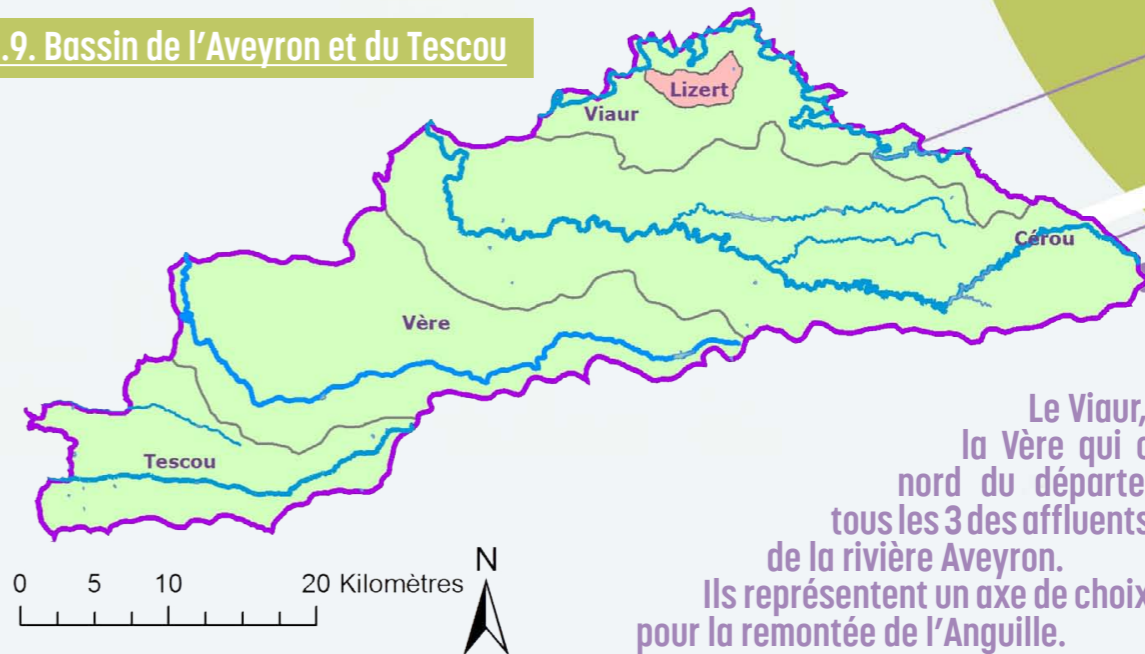 .9. Bassin de l'Aveyron et du Tescou
Lizert
Viaur
Cérou
Vère
Tescou
0 5 10 20 Kilomètres
N
Le Viaur,
la Vère qui
nord du départe
tous les 3 des affluents
de la rivière Aveyron.
Ils représentent un axe de choix
pour la remontée de l'Anguille.